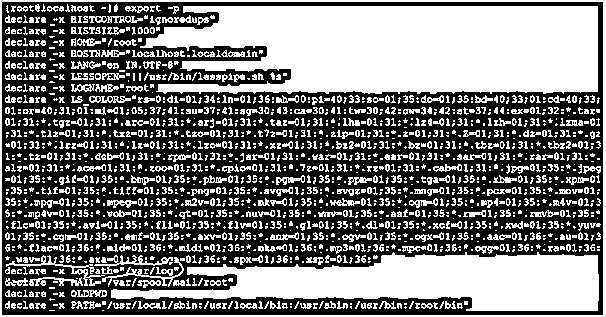 [root@localhost ~]# export -p
declare -x HISTCONTROL="ignoredups"
declare -x HISTSIZE="1000"
declare -x HOME="/root"
declare -x HOSTNAME="localhost.localdomain"
declare -x LANG="en_IN.UTF-8"
declare -x LESSOPEN="||/usr/bin/lesspipe.sh %s"
declare -x LOGNAME="root"
declare -x LS_COLORS="rs=0:di=01;34:ln=01;36:mh=00:pi=40;33:so=01;35:do=01;35:bd=40;33;01:cd=40;33;
01:or=40;31;01:mi=01;05;37;41:su=37;41:sg=30;43:ca=30;41:tw=30;42:ow=34;42:st=37;44:ex=01;32:*.tar=
01;31:*.tgz=01;31:*.arc=01;31:*.arj=01;31:*.taz=01;31:*.lha=01;31:*.lz4=01;31:*.lzh=01;31:*.lzma=
01;31:*.tlz=01;31:*.txz=01;31:*.tzo=01;31:*.t7z=01;31:*.zip=01;31:*.z=01;31:*.Z=01;31:*.dz=01;31:*.gz
=01;31:*.lrz=01;31:*.lz=01;31:*.lzo=01;31:*.xz=01;31:*.bz2=01;31:*.bz=01;31:*.tbz=01;31:*.tbz2=01;3
1:*.tz=01;31:*.deb=01;31:*.rpm=01;31:*.jar=01;31:*.war=01;31:*.ear=01;31:*.sar=01;31:*.rar=01;31:*.
alz=01;31:*.ace=01;31:*.zoo=01;31:*.cpio=01;31:*.7z=01;31:*.rz=01;31:*.cab=01;31:*.jpg=01;35:*.jpeg
=01;35:*.gif=01;35:*.bmp=01;35:*.pbm=01;35:*.pgm=01;35:*.ppm=01;35:*.tga=01;35:*.xbm=01;35:*.xpm=01
;35:*.tif=01;35:*.tiff=01;35:*.png=01;35:*.svg=01;35:*.svgz=01;35:*.mng=01;35:*.pcx=01;35:*.mov=01;
35:*.mpg=01;35:*.mpeg=01;35:*.m2v=01;35:*.mkv=01;35:*.webm=01;35:*.ogm=01;35:*.mp4=01;35:*.m4v=01;3
5:*.mp4v=01;35:*.vob=01;35:*.qt=01;35:*.nuv=01;35:*.wmv=01;35:*.asf=01;35:*.rm=01;35:*.rmvb=01;35:*.
flc=01;35:*.avi=01;35:*.fli=01;35:*.flv=01;35:*.gl=01;35:*.dl=01;35:*.xcf=01;35:*.xwd=01;35:*.yuv=
01;35:*.cgm=01;35:*.emf=01;35:*.axv=01;35:*.anx=01;35:*.ogv=01;35:*.ogx=01;35:*.aac=01;36:*.au=01;3
6:*.flac=01;36:*.mid=01;36:*.midi=01;36:*.mka=01;36:*.mp3=01;36:*.mpc=01;36:*.ogg=01;36:*.ra=01;36:
*.wav=01;36:*.axa=01;36:*.oga=01;36:*.spx=01;36:*.xspf=01;36:"
declare -x LogPath="/var/log"
declare -x MAIL="/var/spool/mail/root"
declare -x OLDPWD
declare -x PATH="/usr/local/sbin:/usr/local/bin:/usr/sbin:/usr/bin:/root/bin"